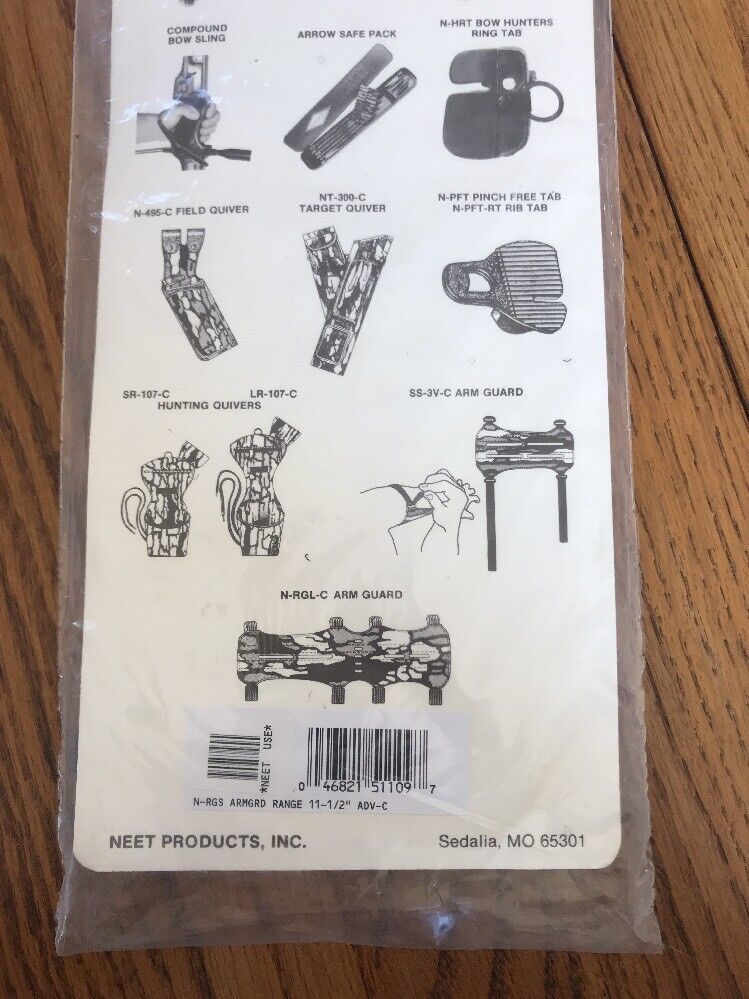 COMPOUND
BOW SLING
ARROW SAFE PACK
N-HRT BOW HUNTERS
RING TAB
N-495-C FIELD QUIVER
NT-300-C
TARGET QUIVER
N-PFT PINCH FREE TAB
N-PFT-RT RIB TAB
SR-107-C
LR-107-C
HUNTING QUIVERS
SS-3V-C ARM GUARD
N-RGL-C ARM GUARD
*NEET USE*
0 46821 51109 7
N-RGS ARMGRD RANGE 11-1/2" ADV-C
NEET PRODUCTS, INC.
Sedalia, MO 65301